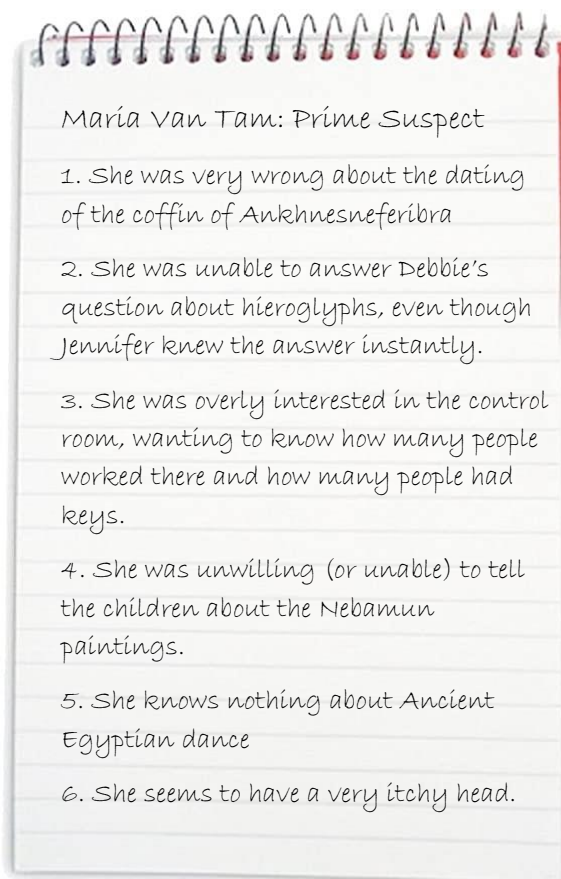 Maria Van Tam: Prime Suspect
1. She was very wrong about the dating
of the coffin of Ankhnesneferibra
2. She was unable to answer Debbie's
question about hieroglyphs, even though
Jennifer knew the answer instantly.
3. She was overly interested in the control
room, wanting to know how many people
worked there and how many people had
keys.
4. She was unwilling (or unable) to tell
the children about the Nebamun
paintings.
5. She knows nothing about Ancient
Egyptian dance
6. She seems to have a very itchy head.